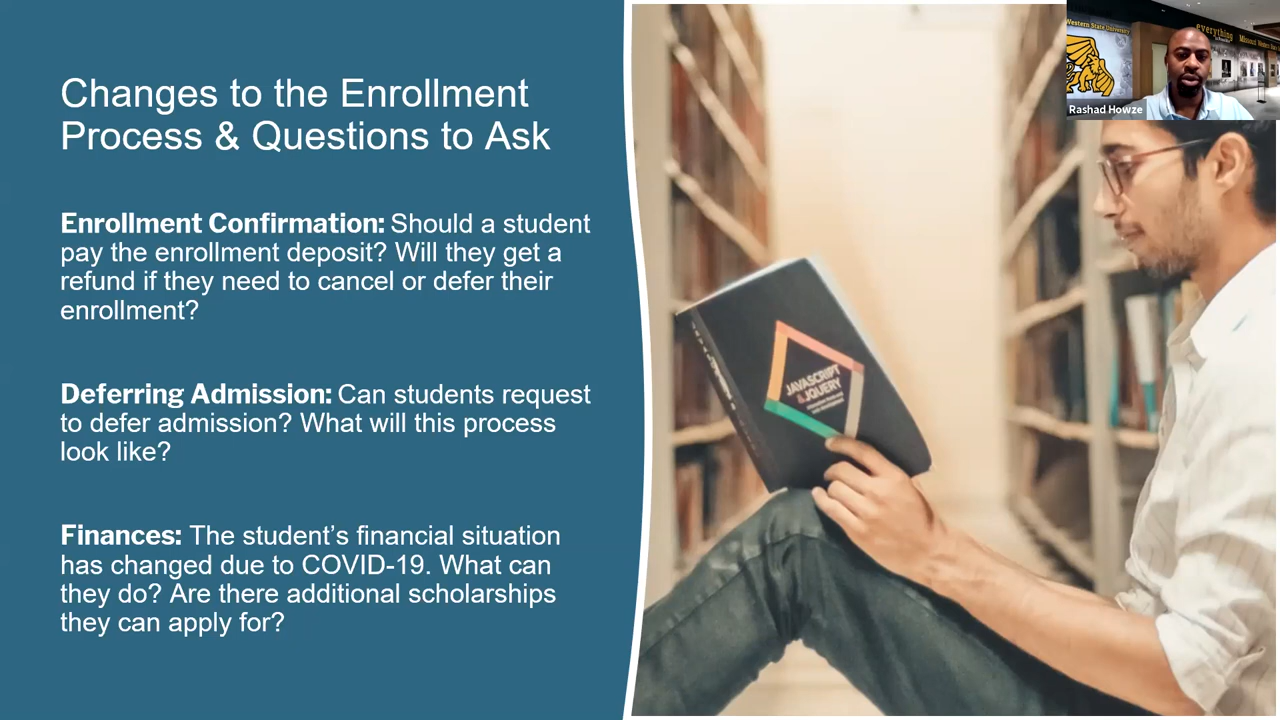 Changes to the Enrollment
Process & Questions to Ask
Enrollment Confirmation: Should a student
pay the enrollment deposit? Will they get a
refund if they need to cancel or defer their
enrollment?
Deferring Admission: Can students request
to defer admission? What will this process
look like?
Finances: The student’s financial situation
has changed due to COVID-19. What can
they do? Are there additional scholarships
they can apply for?
JAVASCRIPT
& JQUERY
Western State University
everything
Missouri Western
Rashad Howze